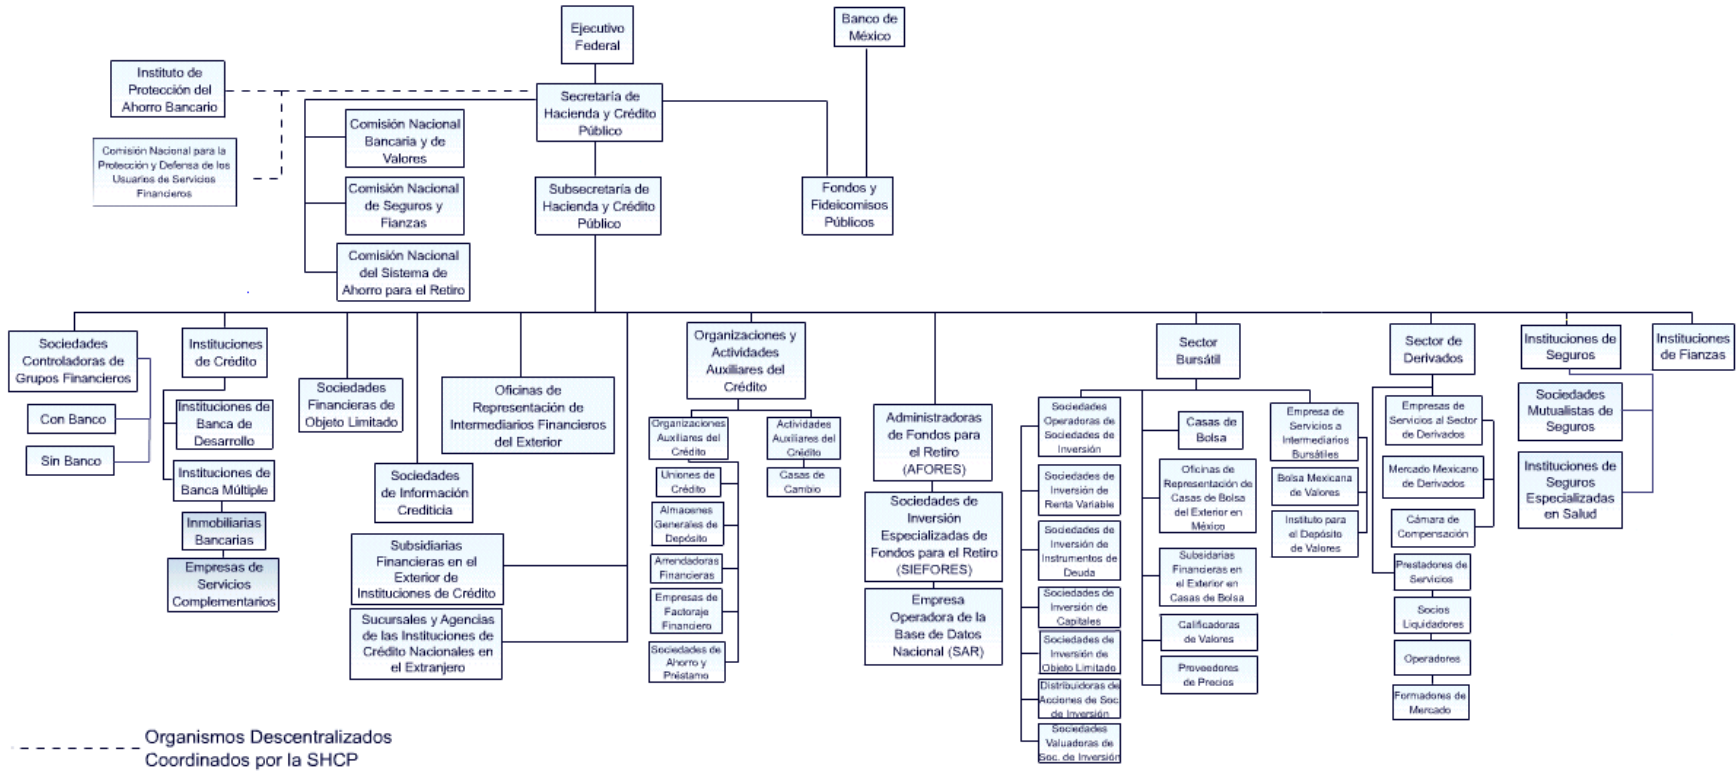 Ejecutivo
Federal
Banco de
México
Instituto de
Protección del
Ahorro Bancario
Secretaría de
Hacienda y Crédito
Público
Comisión Nacional
Bancaria y de
Valores
Comisión Nacional para la
Protección y Defensa de los
Usuarios de Servicios
Financieros
Comisión Nacional
de Seguros y
Fianzas
Subsecretaría de
Hacienda y Crédito
Público
Fondos y
Fideicomisos
Públicos
Comisión Nacional
del Sistema de
Ahorro para el Retiro
Sociedades
Controladoras de
Grupos Financieros
Con Banco
Sin Banco
Instituciones
de Crédito
Instituciones de
Banca de
Desarrollo
Instituciones de
Banca Múltiple
Inmobiliarias
Bancarias
Empresas de
Servicios
Complementarios
Sociedades
Financieras de
Objeto Limitado
Sociedades
de Información
Crediticia
Oficinas de
Representación de
Intermediarios Financieros
del Exterior
Subsidiarias
Financieras en el
Exterior de
Instituciones de Crédito
Sucursales y Agencias
de las Instituciones de
Crédito Nacionales en
el Extranjero
Organizaciones y
Actividades
Auxiliares del
Crédito
Organizaciones
Auxiliares del
Crédito
Uniones de
Crédito
Almacenes
Generales de
Depósito
Arrendadoras
Financieras
Empresas de
Factoraje
Financiero
Sociedades de
Ahorro y
Préstamo
Actividades
Auxiliares del
Crédito
Casas de
Cambio
Administradoras
de Fondos para
el Retiro
(AFORES)
Sociedades de
Inversión
Especializadas de
Fondos para el Retiro
(SIEFORES)
Empresa
Operadora de la
Base de Datos
Nacional (SAR)
Sector
Bursátil
Sociedades
Operadoras de
Sociedades de
Inversión
Sociedades de
Inversión de
Renta Variable
Sociedades de
Inversión de
Instrumentos de
Deuda
Sociedades de
Inversión de
Capitales
Sociedades de
Inversión de
Objeto Limitado
Distribuidoras de
Acciones de Soc.
de Inversión
Sociedades
Valuadoras de
Soc. de Inversión
Casas de
Bolsa
Oficinas de
Representación de
Casas de Bolsa
del Exterior en
México
Subsidarias
Financieras en
el Exterior en
Casas de Bolsa
Calificadoras
de Valores
Proveedores
de Precios
Empresa de
Servicios a
Intermediarios
Bursátiles
Bolsa Mexicana
de Valores
Instituto para
el Depósito
de Valores
Sector de
Derivados
Empresas de
Servicios al Sector
de Derivados
Mercado Mexicano
de Derivados
Cámara de
Compensación
Prestadores de
Servicios
Socios
Liquidadores
Operadores
Formadores de
Mercado
Instituciones de
Seguros
Sociedades
Mutualistas de
Seguros
Instituciones de
Seguros
Especializadas
en Salud
Instituciones
de Fianzas
Organismos Descentralizados
Coordinados por la SHCP